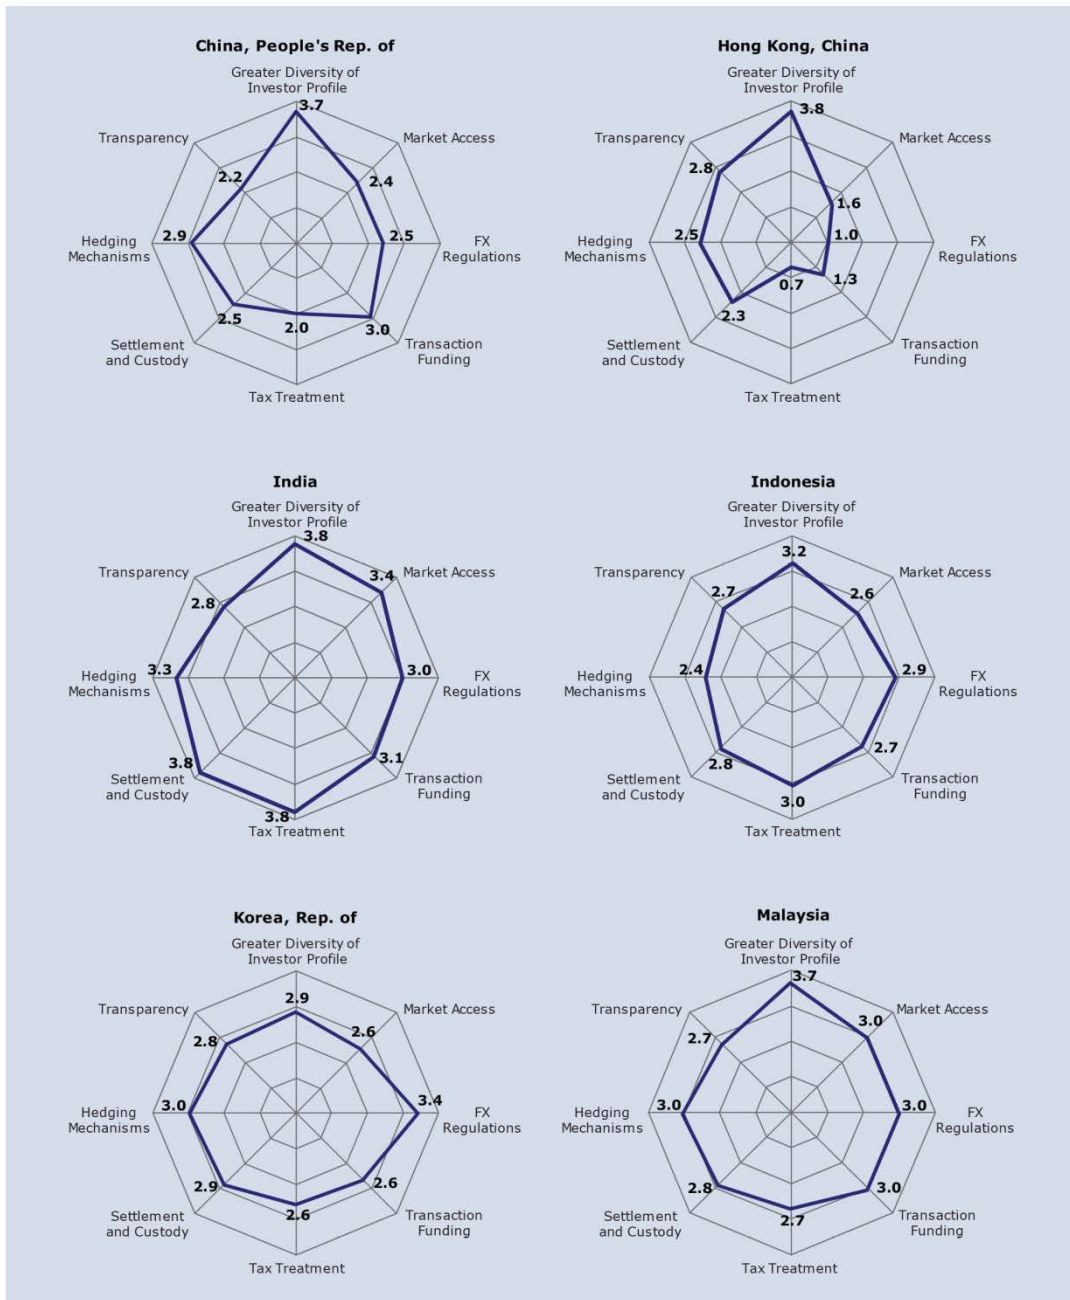 China, People's Rep. of
Greater Diversity of
Investor Profile
3.7
Transparency
Market Access
2.2
2.4
Hedging
Mechanisms
2.9
2.5
FX
Regulations
2.5
2.0
3.0
Settlement
and Custody
Transaction
Funding
Tax Treatment
Hong Kong, China
Greater Diversity of
Investor Profile
3.8
Transparency
Market Access
2.8
1.6
Hedging
Mechanisms
2.5
1.0
FX
Regulations
0.7
1.3
2.3
Settlement
and Custody
Transaction
Funding
Tax Treatment
India
Greater Diversity of
Investor Profile
3.8
Transparency
3.4
Market Access
2.8
Hedging
Mechanisms
3.3
3.0
FX
Regulations
3.8
3.1
Settlement
and Custody
Transaction
Funding
3.8
Tax Treatment
Indonesia
Greater Diversity of
Investor Profile
3.2
Transparency
Market Access
2.7
2.6
Hedging
Mechanisms
2.4
2.9
FX
Regulations
2.8
2.7
Settlement
and Custody
Transaction
Funding
3.0
Tax Treatment
Korea, Rep. of
Greater Diversity of
Investor Profile
2.9
Transparency
Market Access
2.8
2.6
Hedging
Mechanisms
3.0
3.4
FX
Regulations
2.9
2.6
Settlement
and Custody
2.6
Transaction
Funding
Tax Treatment
Malaysia
Greater Diversity of
Investor Profile
3.7
Transparency
Market Access
2.7
3.0
Hedging
Mechanisms
3.0
3.0
FX
Regulations
2.8
3.0
Settlement
and Custody
2.7
Transaction
Funding
Tax Treatment